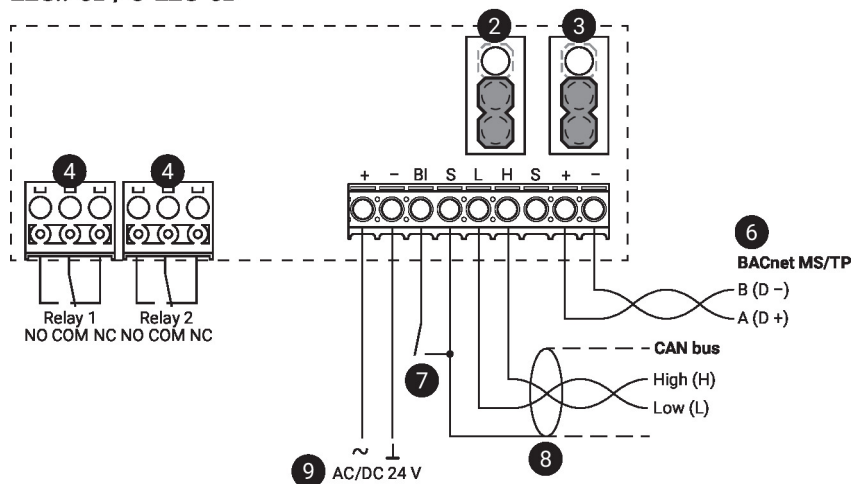 2
3
4
4
+ − BI S L H S + −
6
BACnet MS/TP
B (D −)
A (D +)
Relay 1
NO COM NC
Relay 2
NO COM NC
CAN bus
High (H)
Low (L)
7
8
9
~ ⊥
AC/DC 24 V